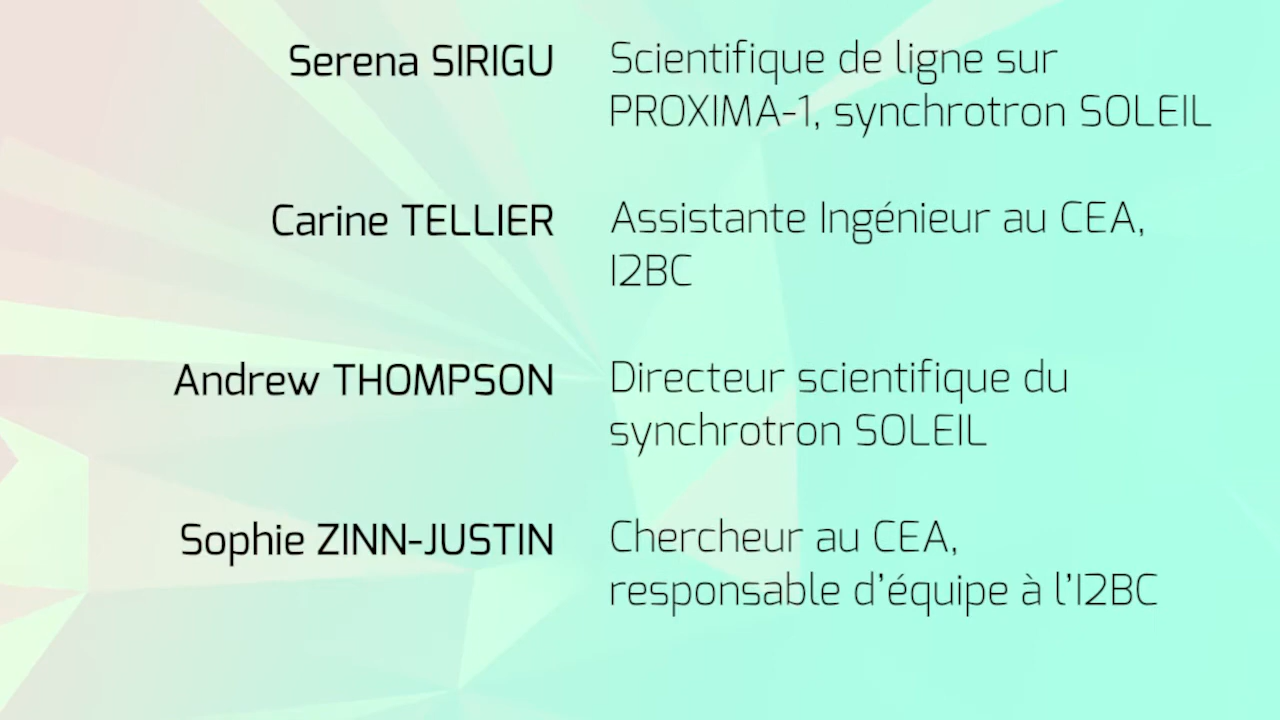 Serena SIRIGU Scientifique de ligne sur
PROXIMA-1, synchrotron SOLEIL
Carine TELLIER Assistante Ingénieur au CEA,
I2BC
Andrew THOMPSON Directeur scientifique du
synchrotron SOLEIL
Sophie ZINN-JUSTIN Chercheur au CEA,
responsable d’équipe à l’I2BC